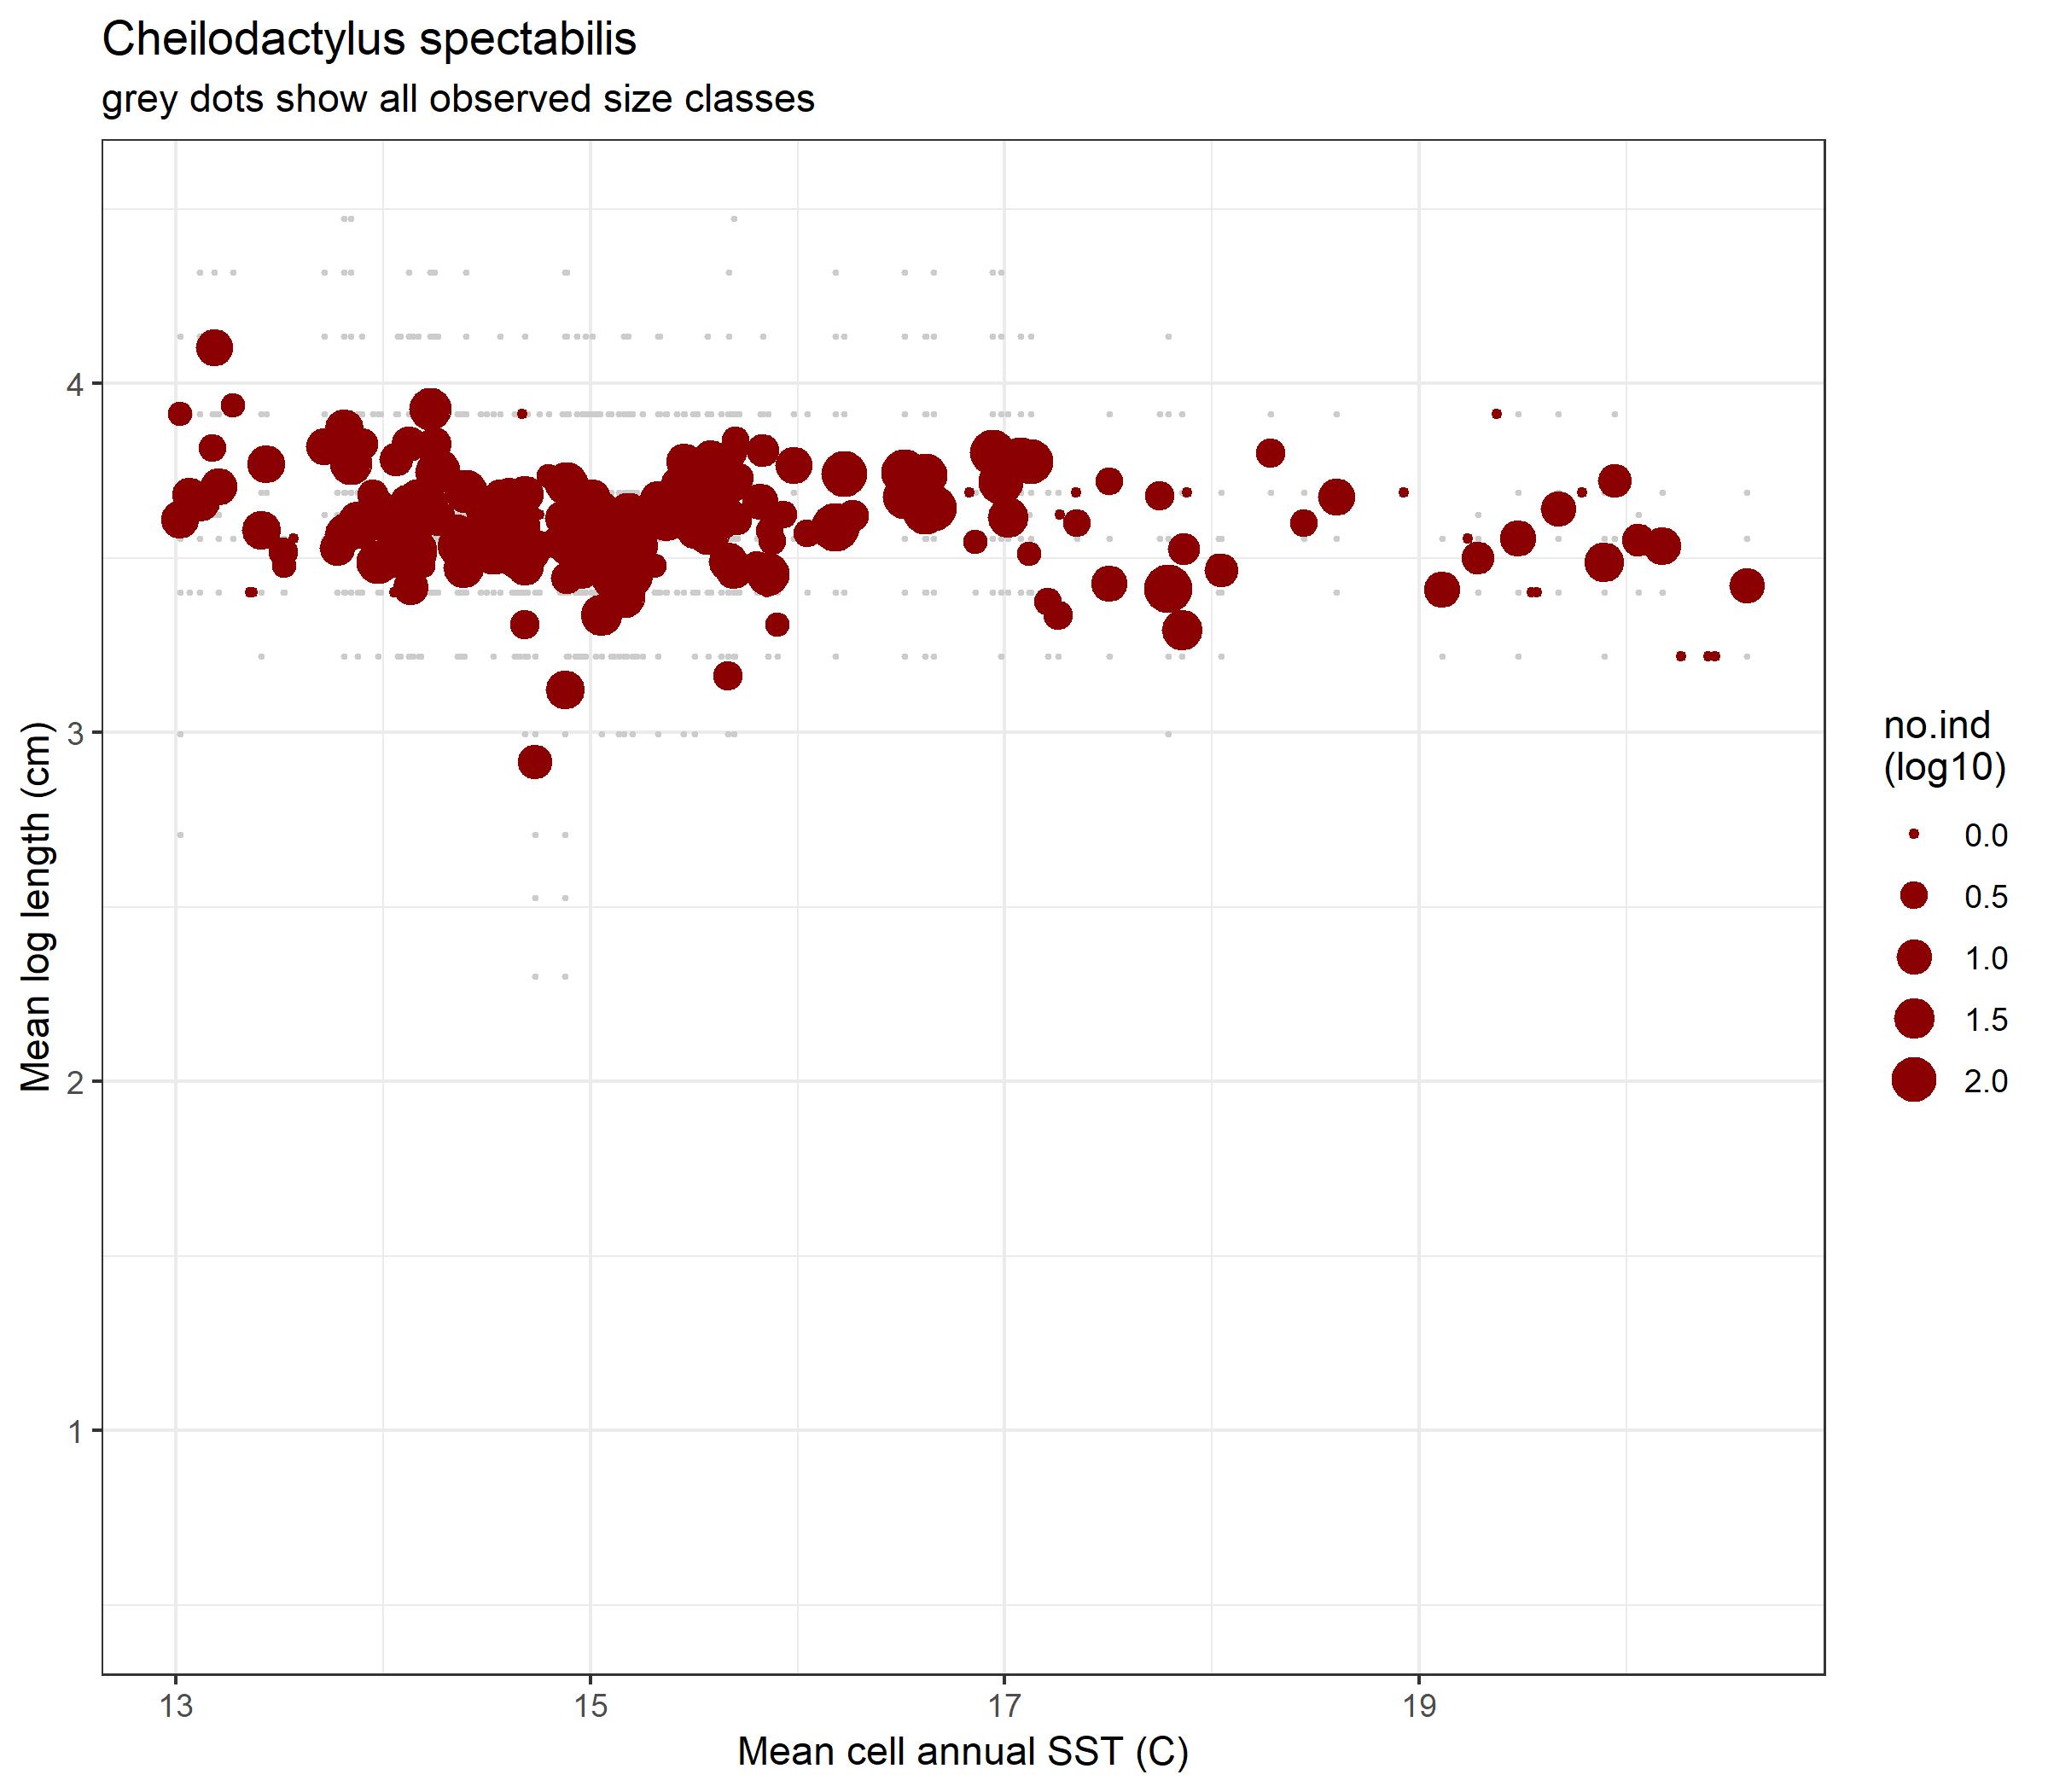 Cheilodactylus spectabilis
grey dots show all observed size classes
Mean log length (cm)
4
3
2
1
13
15
17
19
Mean cell annual SST (C)
no.ind
(log10)
0.0
0.5
1.0
1.5
2.0